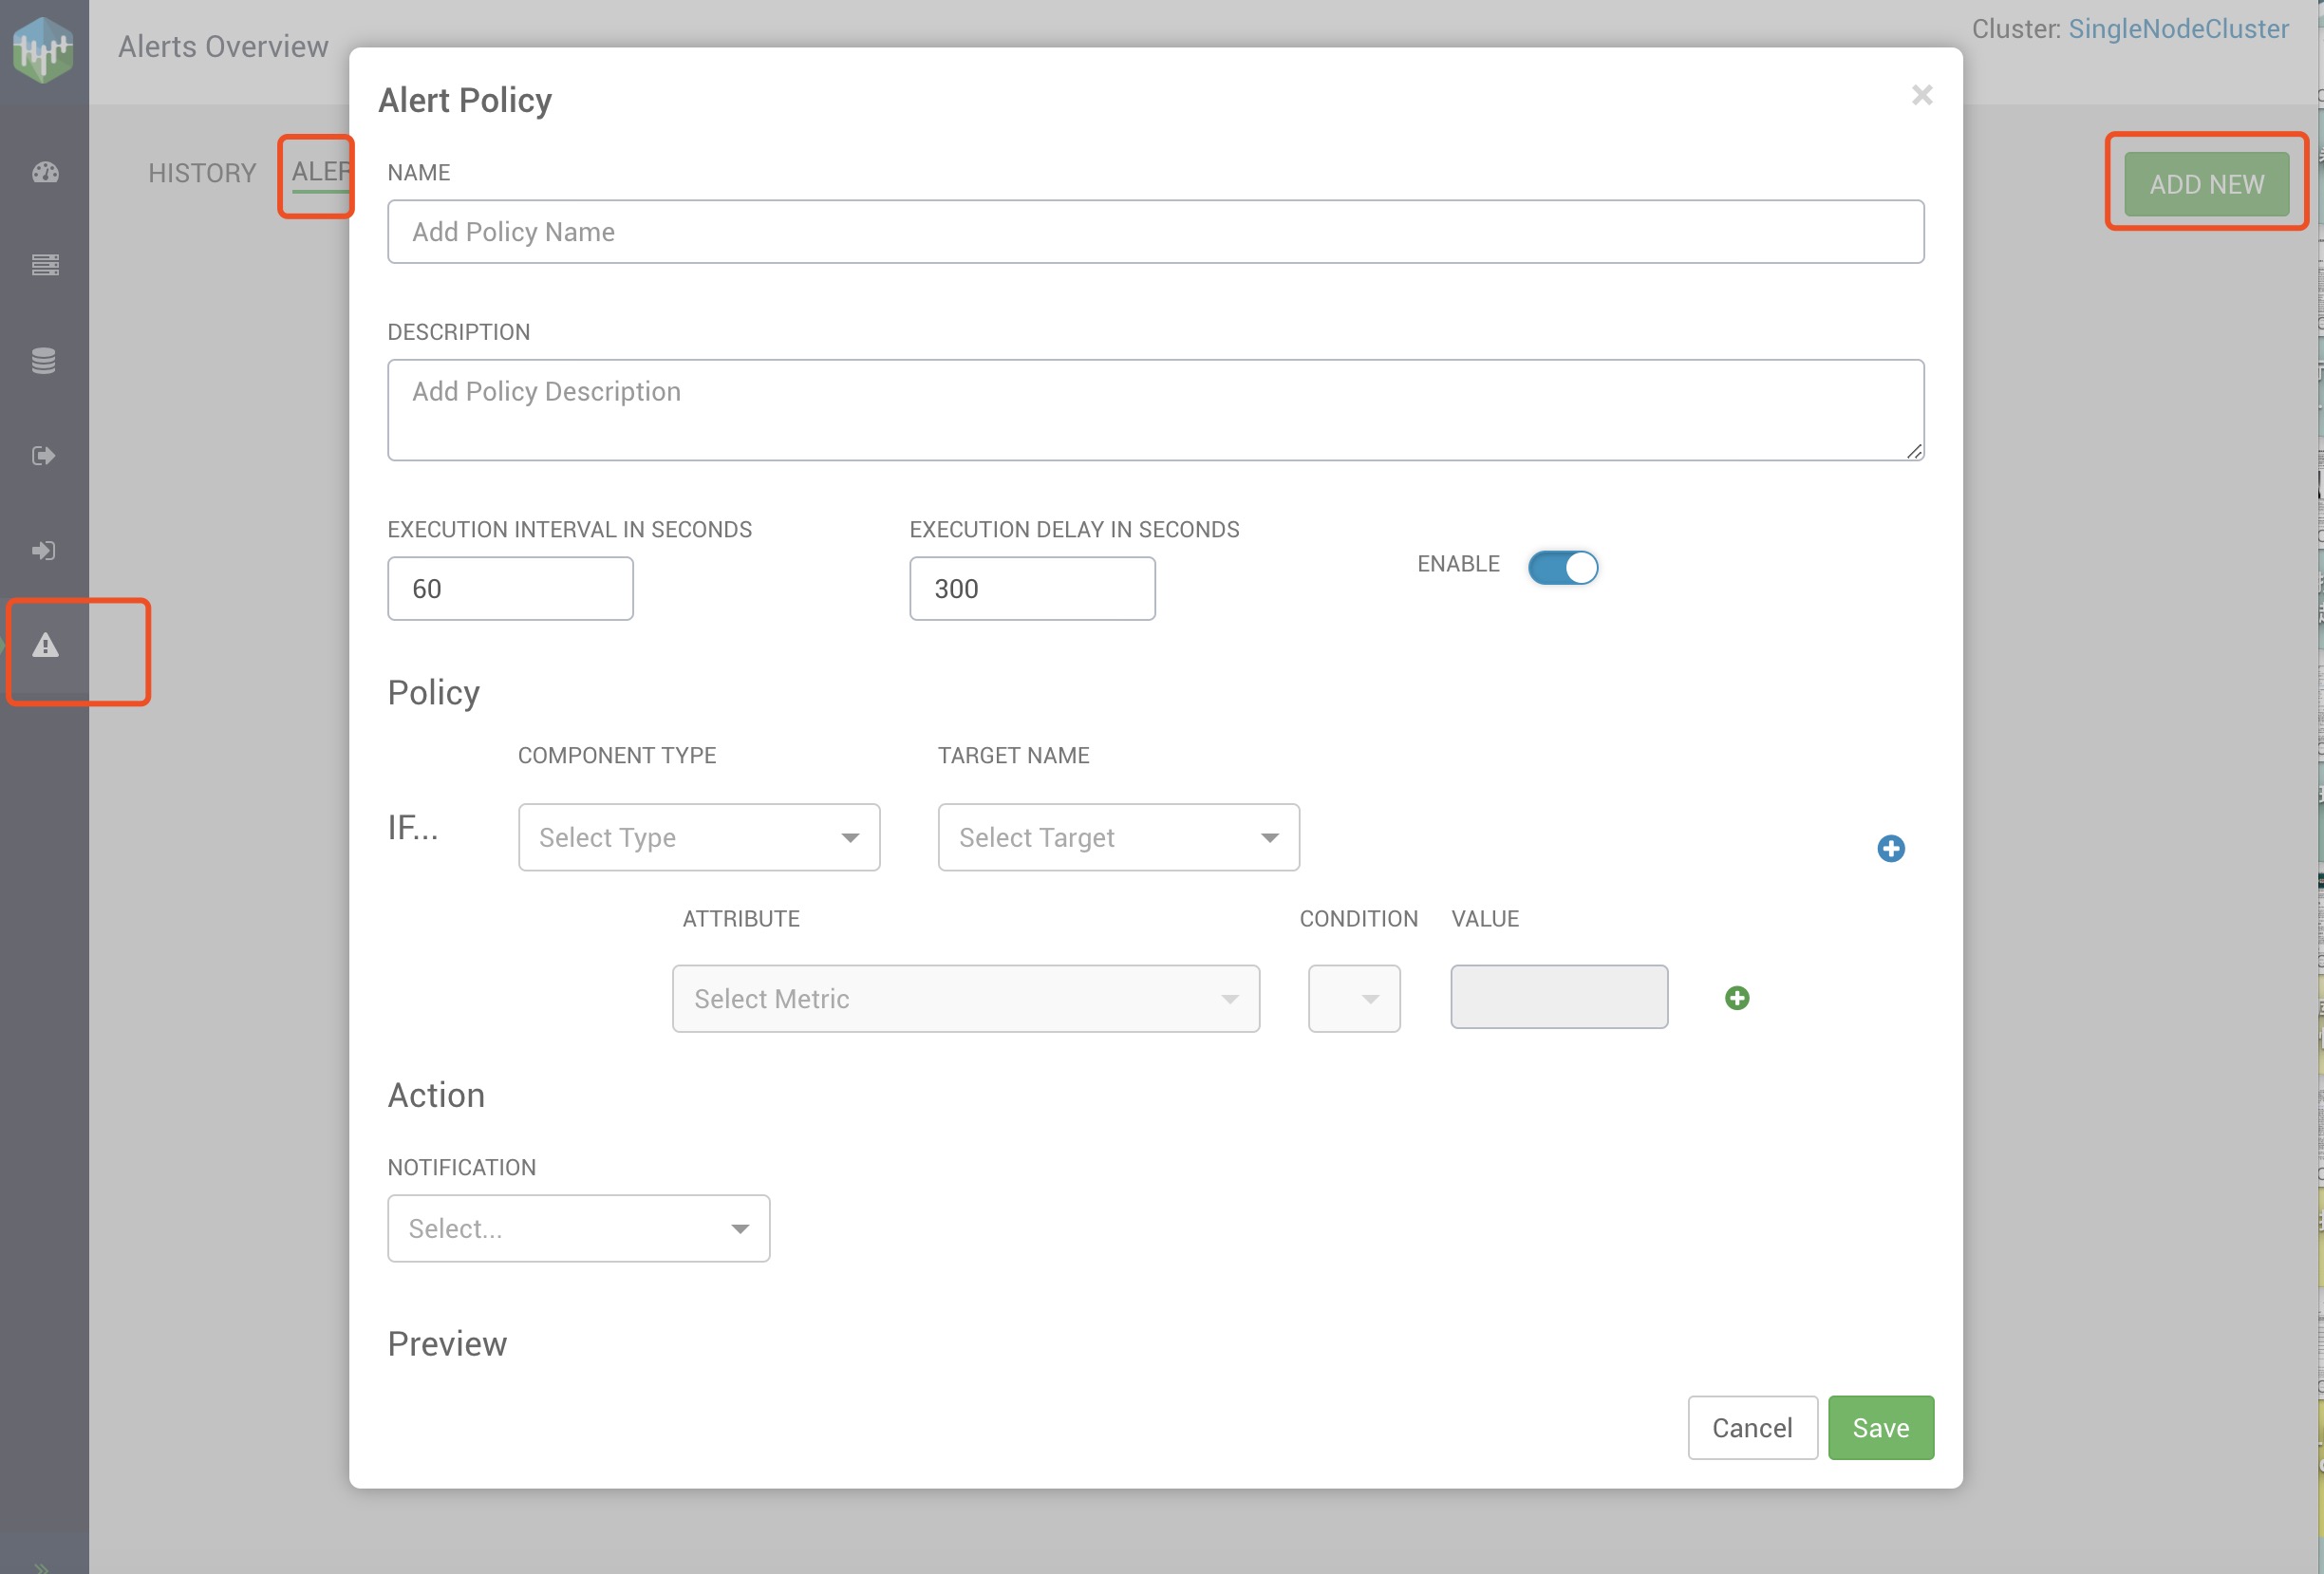 Alerts Overview
Cluster: SingleNodeCluster
HISTORY
ADD NEW
Alert Policy
NAME
Add Policy Name
DESCRIPTION
Add Policy Description
EXECUTION INTERVAL IN SECONDS
EXECUTION DELAY IN SECONDS
60
300
ENABLE
Policy
COMPONENT TYPE
TARGET NAME
IF...
Select Type
Select Target
ATTRIBUTE
CONDITION
VALUE
Select Metric
Action
NOTIFICATION
Select...
Preview
Cancel
Save